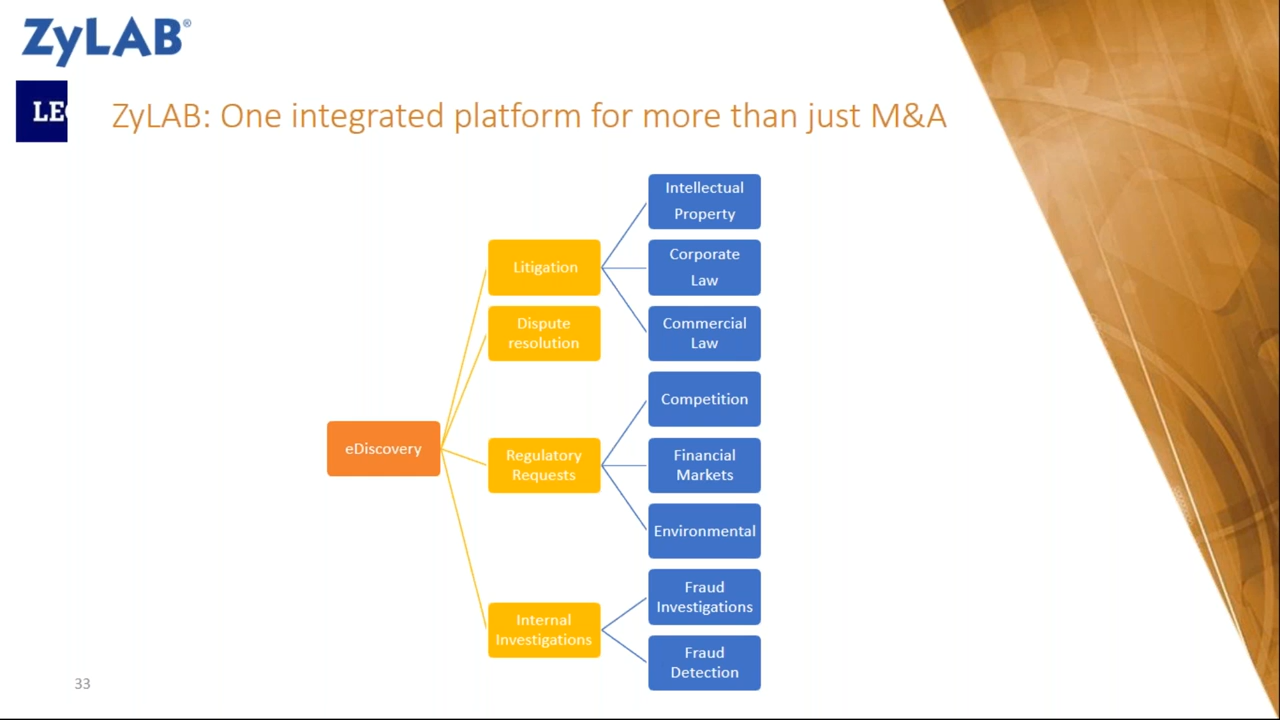 ZyLAB®
LE
ZyLAB: One integrated platform for more than just M&A
Intellectual
Property
Litigation
Corporate
Law
Dispute
resolution
Commercial
Law
Competition
eDiscovery
Regulatory
Requests
Financial
Markets
Environmental
Fraud
Investigations
Internal
Investigations
Fraud
Detection
33